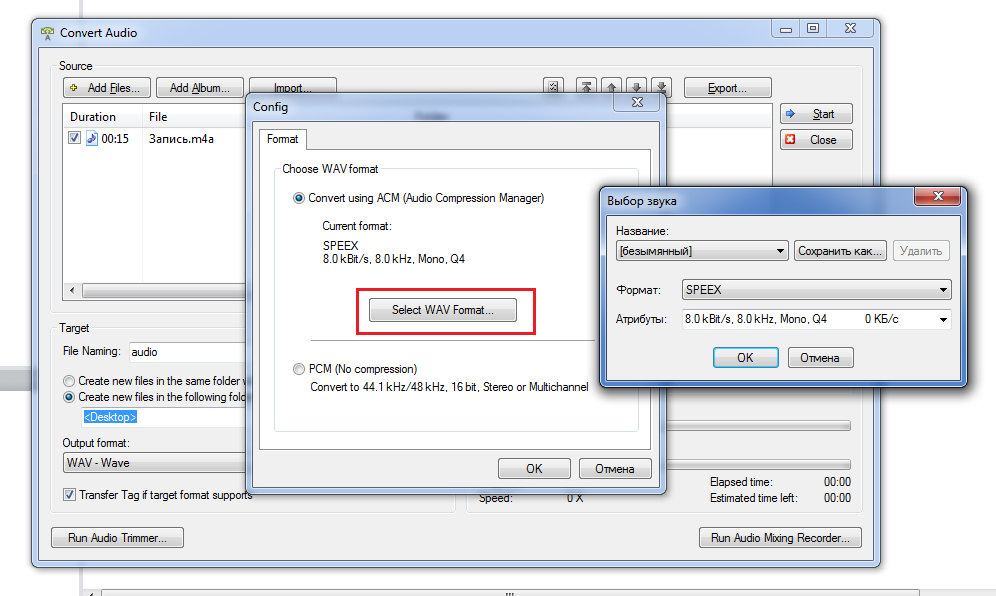 Convert Audio
Source
Add Files...
Add Album...
Import...
Export...
Duration
File
00:15
Запись.m4a
Start
Close
Target
File Naming:
audio
Create new files in the same folder
Create new files in the following
<Desktop>
Output format:
WAV - Wave
Transfer Tag if target format supports
Speed:
0 X
Elapsed time:
00:00
Estimated time left:
00:00
Run Audio Trimmer...
Run Audio Mixing Recorder...
Config
Format
Choose WAV format
Convert using ACM (Audio Compression Manager)
Current format:
SPEEX
8.0 kBit/s, 8.0 kHz, Mono, Q4
Select WAV Format...
PCM (No compression)
Convert to 44.1 kHz/48 kHz, 16 bit, Stereo or Multichannel
OK
Отмена
Выбор звука
Название:
[безымянный]
Сохранить как...
Удалить
Формат:
SPEEX
Атрибуты:
8.0 kBit/s, 8.0 kHz, Mono, Q4 0 КБ/с
OK
Отмена